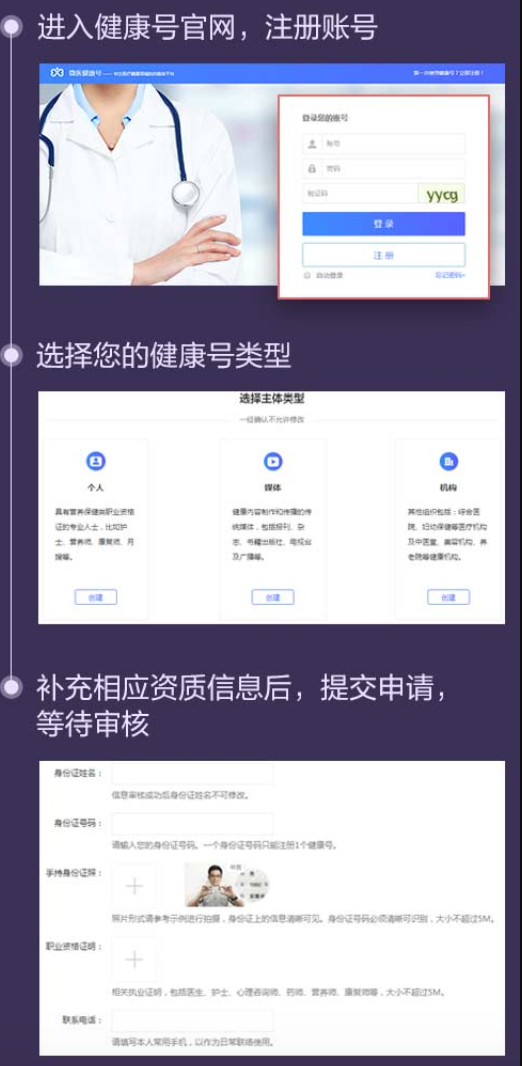 进入健康号官网，注册账号
微医健康号
第一次使用健康号？立即注册！
登录您的账号
账号
密码
验证码
yycg
登 录
注 册
自动登录
忘记密码
选择您的健康号类型
选择主体类型
一经确认不允许修改
个人
媒体
机构
具有营养保健类职业资格
证的专业人士，比如护
士、营养师、康复师、月
嫂等。
健康内容制作和传播的传
统媒体，包括报刊、杂
志、书籍出版社、电视台
及广播等。
其他组织包括：综合医
院、妇幼保健等医疗机构
及中医室、美容机构、养
老院等健康机构。
创建
创建
创建
补充相应资质信息后，提交申请，
等待审核
身份证姓名：
信息审核成功后身份证姓名不可修改。
身份证号码：
请输入您的身份证号码。一个身份证号码只能注册1个健康号。
手持身份证照：
照片形式请参考示例进行拍摄，身份证上的信息清晰可见。身份证号码必须清晰可识别，大小不超过5M。
职业资格证明：
相关执业证明，包括医生、护士、心理咨询师、药师、营养师、康复师等，大小不超过5M。
联系电话：
请填写本人常用手机，以作为日常联络使用。